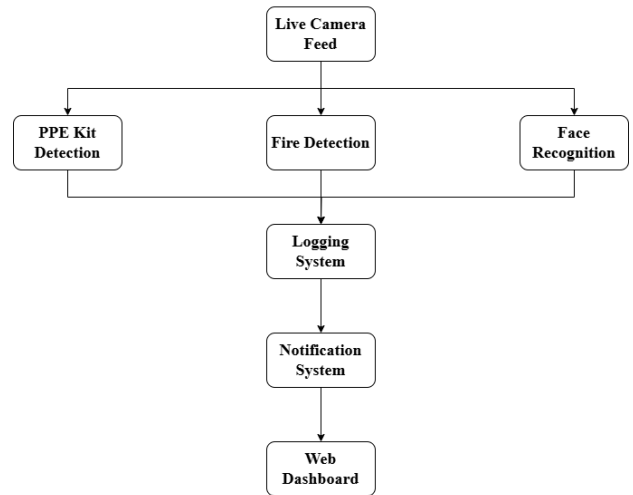 Live Camera
Feed
PPE Kit
Detection
Fire Detection
Face
Recognition
Logging
System
Notification
System
Web
Dashboard